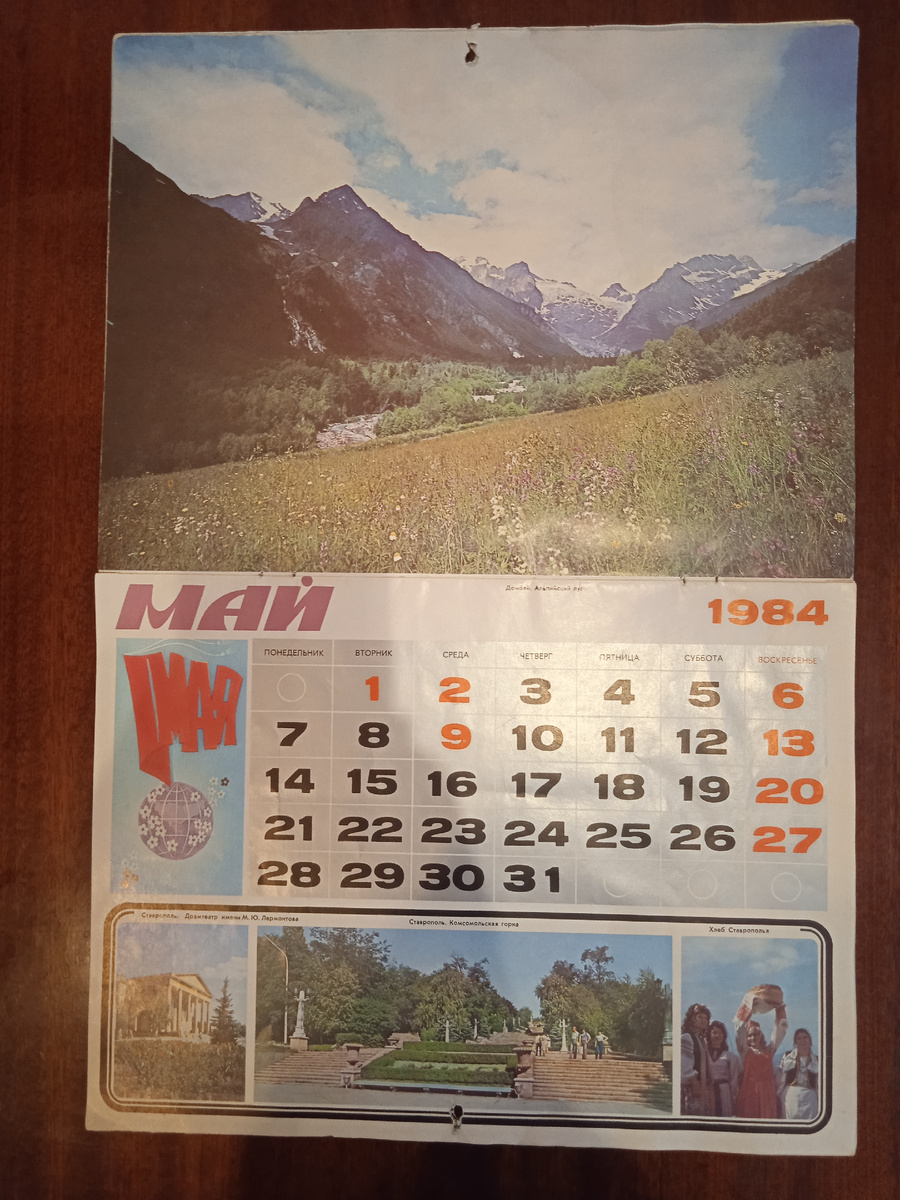 Домбай. Альпийский луг
МАЙ
1984
1 МАЯ
ПОНЕДЕЛЬНИК ВТОРНИК СРЕДА ЧЕТВЕРГ ПЯТНИЦА СУББОТА ВОСКРЕСЕНЬЕ
1 2 3 4 5 6
7 8 9 10 11 12 13
14 15 16 17 18 19 20
21 22 23 24 25 26 27
28 29 30 31
Ставрополь. Драмтеатр имени М. Ю. Лермонтова
Ставрополь. Комсомольская горка
Хлеб Ставрополья